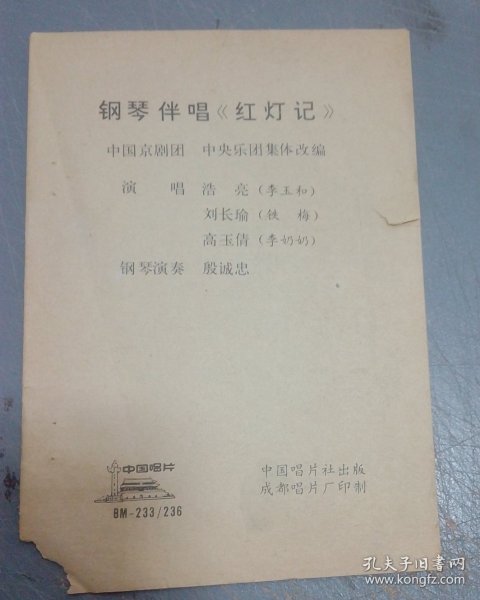 钢琴伴唱《红灯记》
中国京剧团 中央乐团集体改编
演 唱 浩 亮(李玉和)
刘长瑜(铁 梅)
高玉倩(李奶奶)
钢琴演奏 殷诚忠
中国唱片
BM-233/236
中国唱片社出版
成都唱片厂印制
孔夫子旧书网
www.kongfz.com